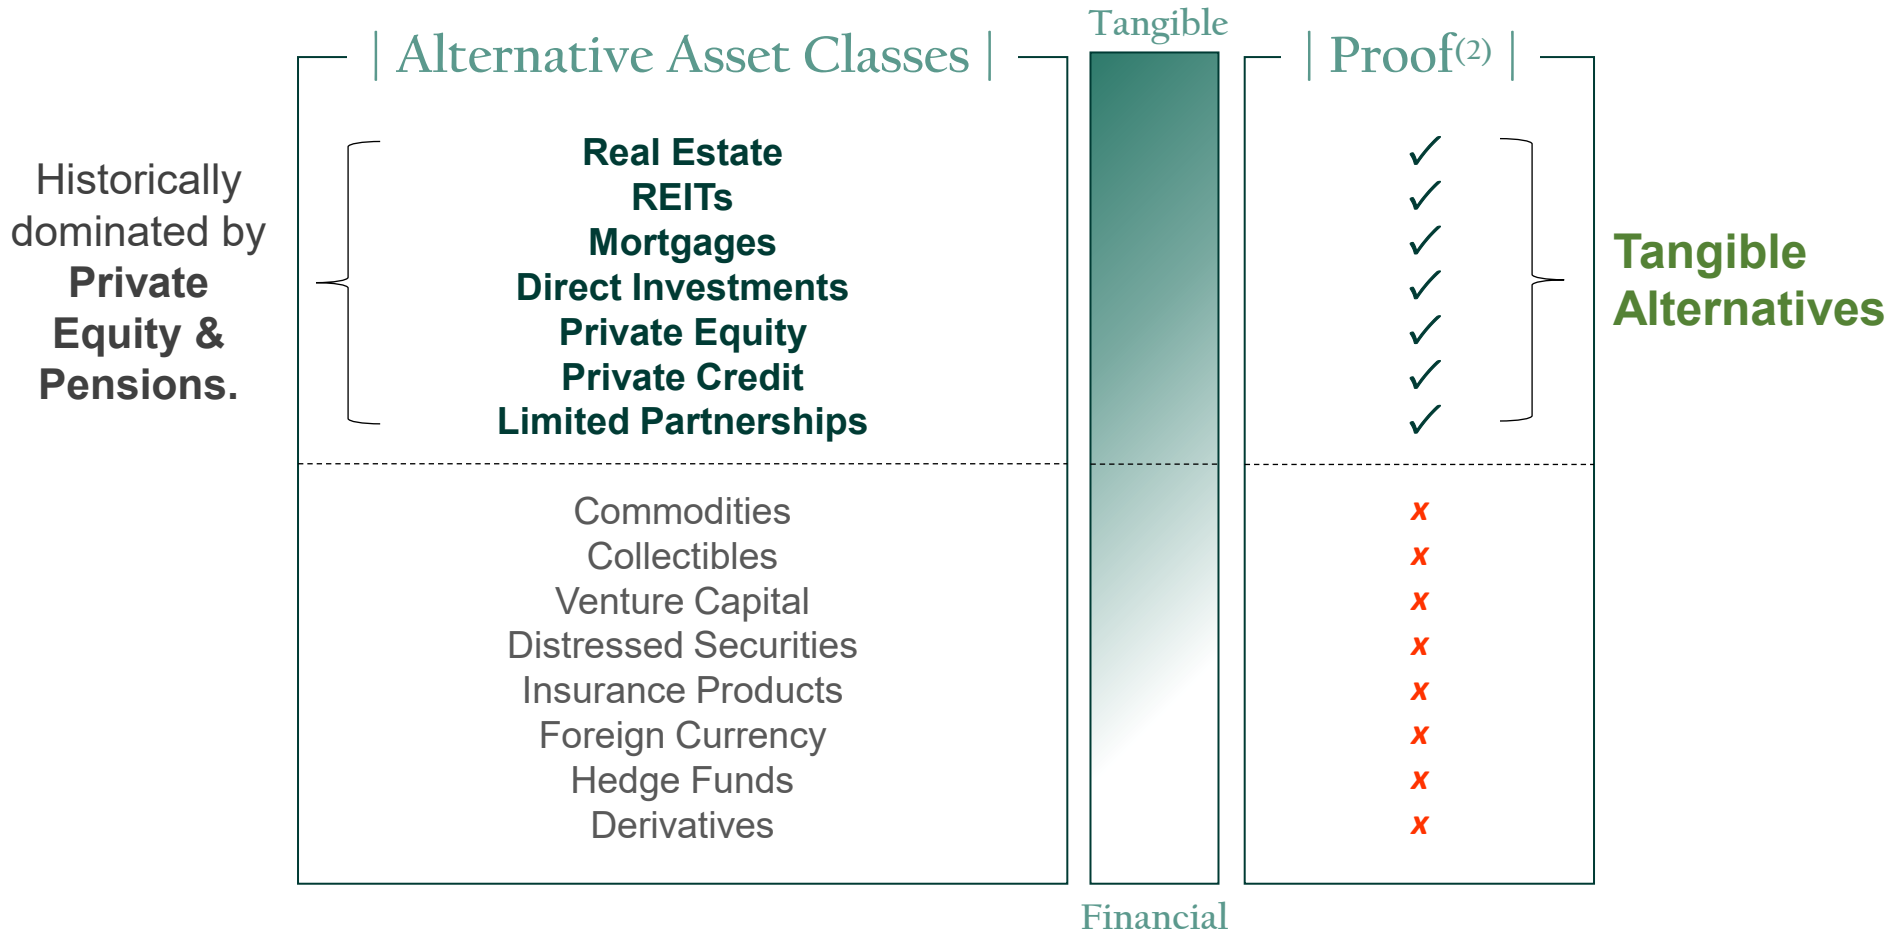 Tangible
| Alternative Asset Classes |
| Proof(2) |
Historically
dominated by
Private
Equity &
Pensions.
Real Estate ✓
REITs ✓
Mortgages ✓
Direct Investments ✓
Private Equity ✓
Private Credit ✓
Limited Partnerships ✓
Tangible
Alternatives
Commodities x
Collectibles x
Venture Capital x
Distressed Securities x
Insurance Products x
Foreign Currency x
Hedge Funds x
Derivatives x
Financial